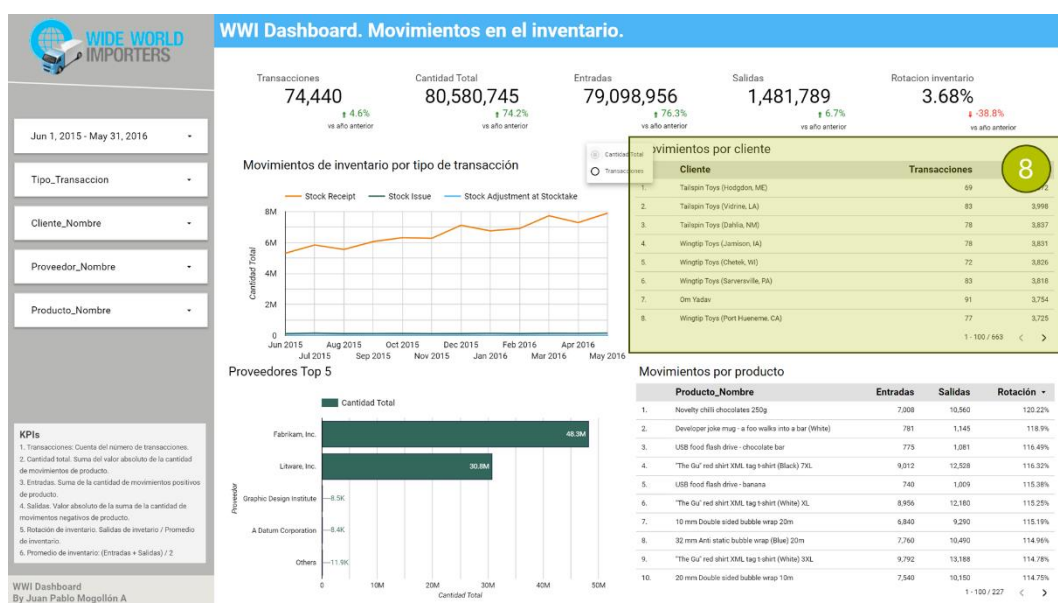 WIDE WORLD
IMPORTERS
WWI Dashboard. Movimientos en el inventario.
Jun 1, 2015 - May 31, 2016
Tipo_Transaccion
Cliente_Nombre
Proveedor_Nombre
Producto_Nombre
KPIs
1. Transacciones: Cuenta del número de transacciones.
2. Cantidad total. Suma del valor absoluto de la cantidad
de movimientos de producto.
3. Entradas. Suma de la cantidad de movimientos positivos
de producto.
4. Salidas. Valor absoluto de la suma de la cantidad de
movimentos negativos de producto.
5. Rotación de inventario. Salidas de invetario / Promedio
de inventario.
6. Promedio de inventario: (Entradas + Salidas) / 2
WWI Dashboard
By Juan Pablo Mogollón A
Transacciones
74,440
4.6%
vs año anterior
Cantidad Total
80,580,745
74.2%
vs año anterior
Entradas
79,098,956
76.3%
vs año anterior
Salidas
1,481,789
6.7%
vs año anterior
Rotacion inventario
3.68%
-38.8%
vs año anterior
Movimientos de inventario por tipo de transacción
Cantidad Total
Transacciones
Stock Receipt Stock Issue Stock Adjustment at Stocktake
Cantidad Total
8M
6M
4M
2M
0
Jun 2015 Aug 2015 Oct 2015 Dec 2015 Feb 2016 Apr 2016
Jul 2015 Sep 2015 Nov 2015 Jan 2016 Mar 2016 May 2016
ovimientos por cliente
8
Cliente Transacciones
1. Tailspin Toys (Hodgdon, ME) 69
2. Tailspin Toys (Vidrine, LA) 83 3,998
3. Tailspin Toys (Dahlia, NM) 78 3,837
4. Wingtip Toys (Jamison, IA) 78 3,831
5. Wingtip Toys (Chetek, WI) 72 3,826
6. Wingtip Toys (Sarversville, PA) 83 3,818
7. Om Yadav 91 3,754
8. Wingtip Toys (Port Hueneme, CA) 77 3,725
1 - 100 / 663 < >
Proveedores Top 5
Cantidad Total
Proveedor
Fabrikam, Inc. 48.3M
Litware, Inc. 30.8M
Graphic Design Institute 8.5K
A Datum Corporation 8.4K
Others 11.9K
0 10M 20M 30M 40M 50M
Cantidad Total
Movimientos por producto
Producto_Nombre Entradas Salidas Rotación
1. Novelty chilli chocolates 250g 7,008 10,560 120.22%
2. Developer joke mug - a foo walks into a bar (White) 781 1,145 118.9%
3. USB food flash drive - chocolate bar 775 1,081 116.49%
4. "The Gu" red shirt XML tag t-shirt (Black) 7XL 9,012 12,528 116.32%
5. USB food flash drive - banana 740 1,009 115.38%
6. "The Gu" red shirt XML tag t-shirt (White) XL 8,956 12,180 115.25%
7. 10 mm Double sided bubble wrap 20m 6,840 9,290 115.19%
8. 32 mm Anti static bubble wrap (Blue) 20m 7,760 10,490 114.96%
9. "The Gu" red shirt XML tag t-shirt (White) 3XL 9,792 13,188 114.78%
10. 20 mm Double sided bubble wrap 10m 7,540 10,150 114.75%
1 - 100 / 227 < >